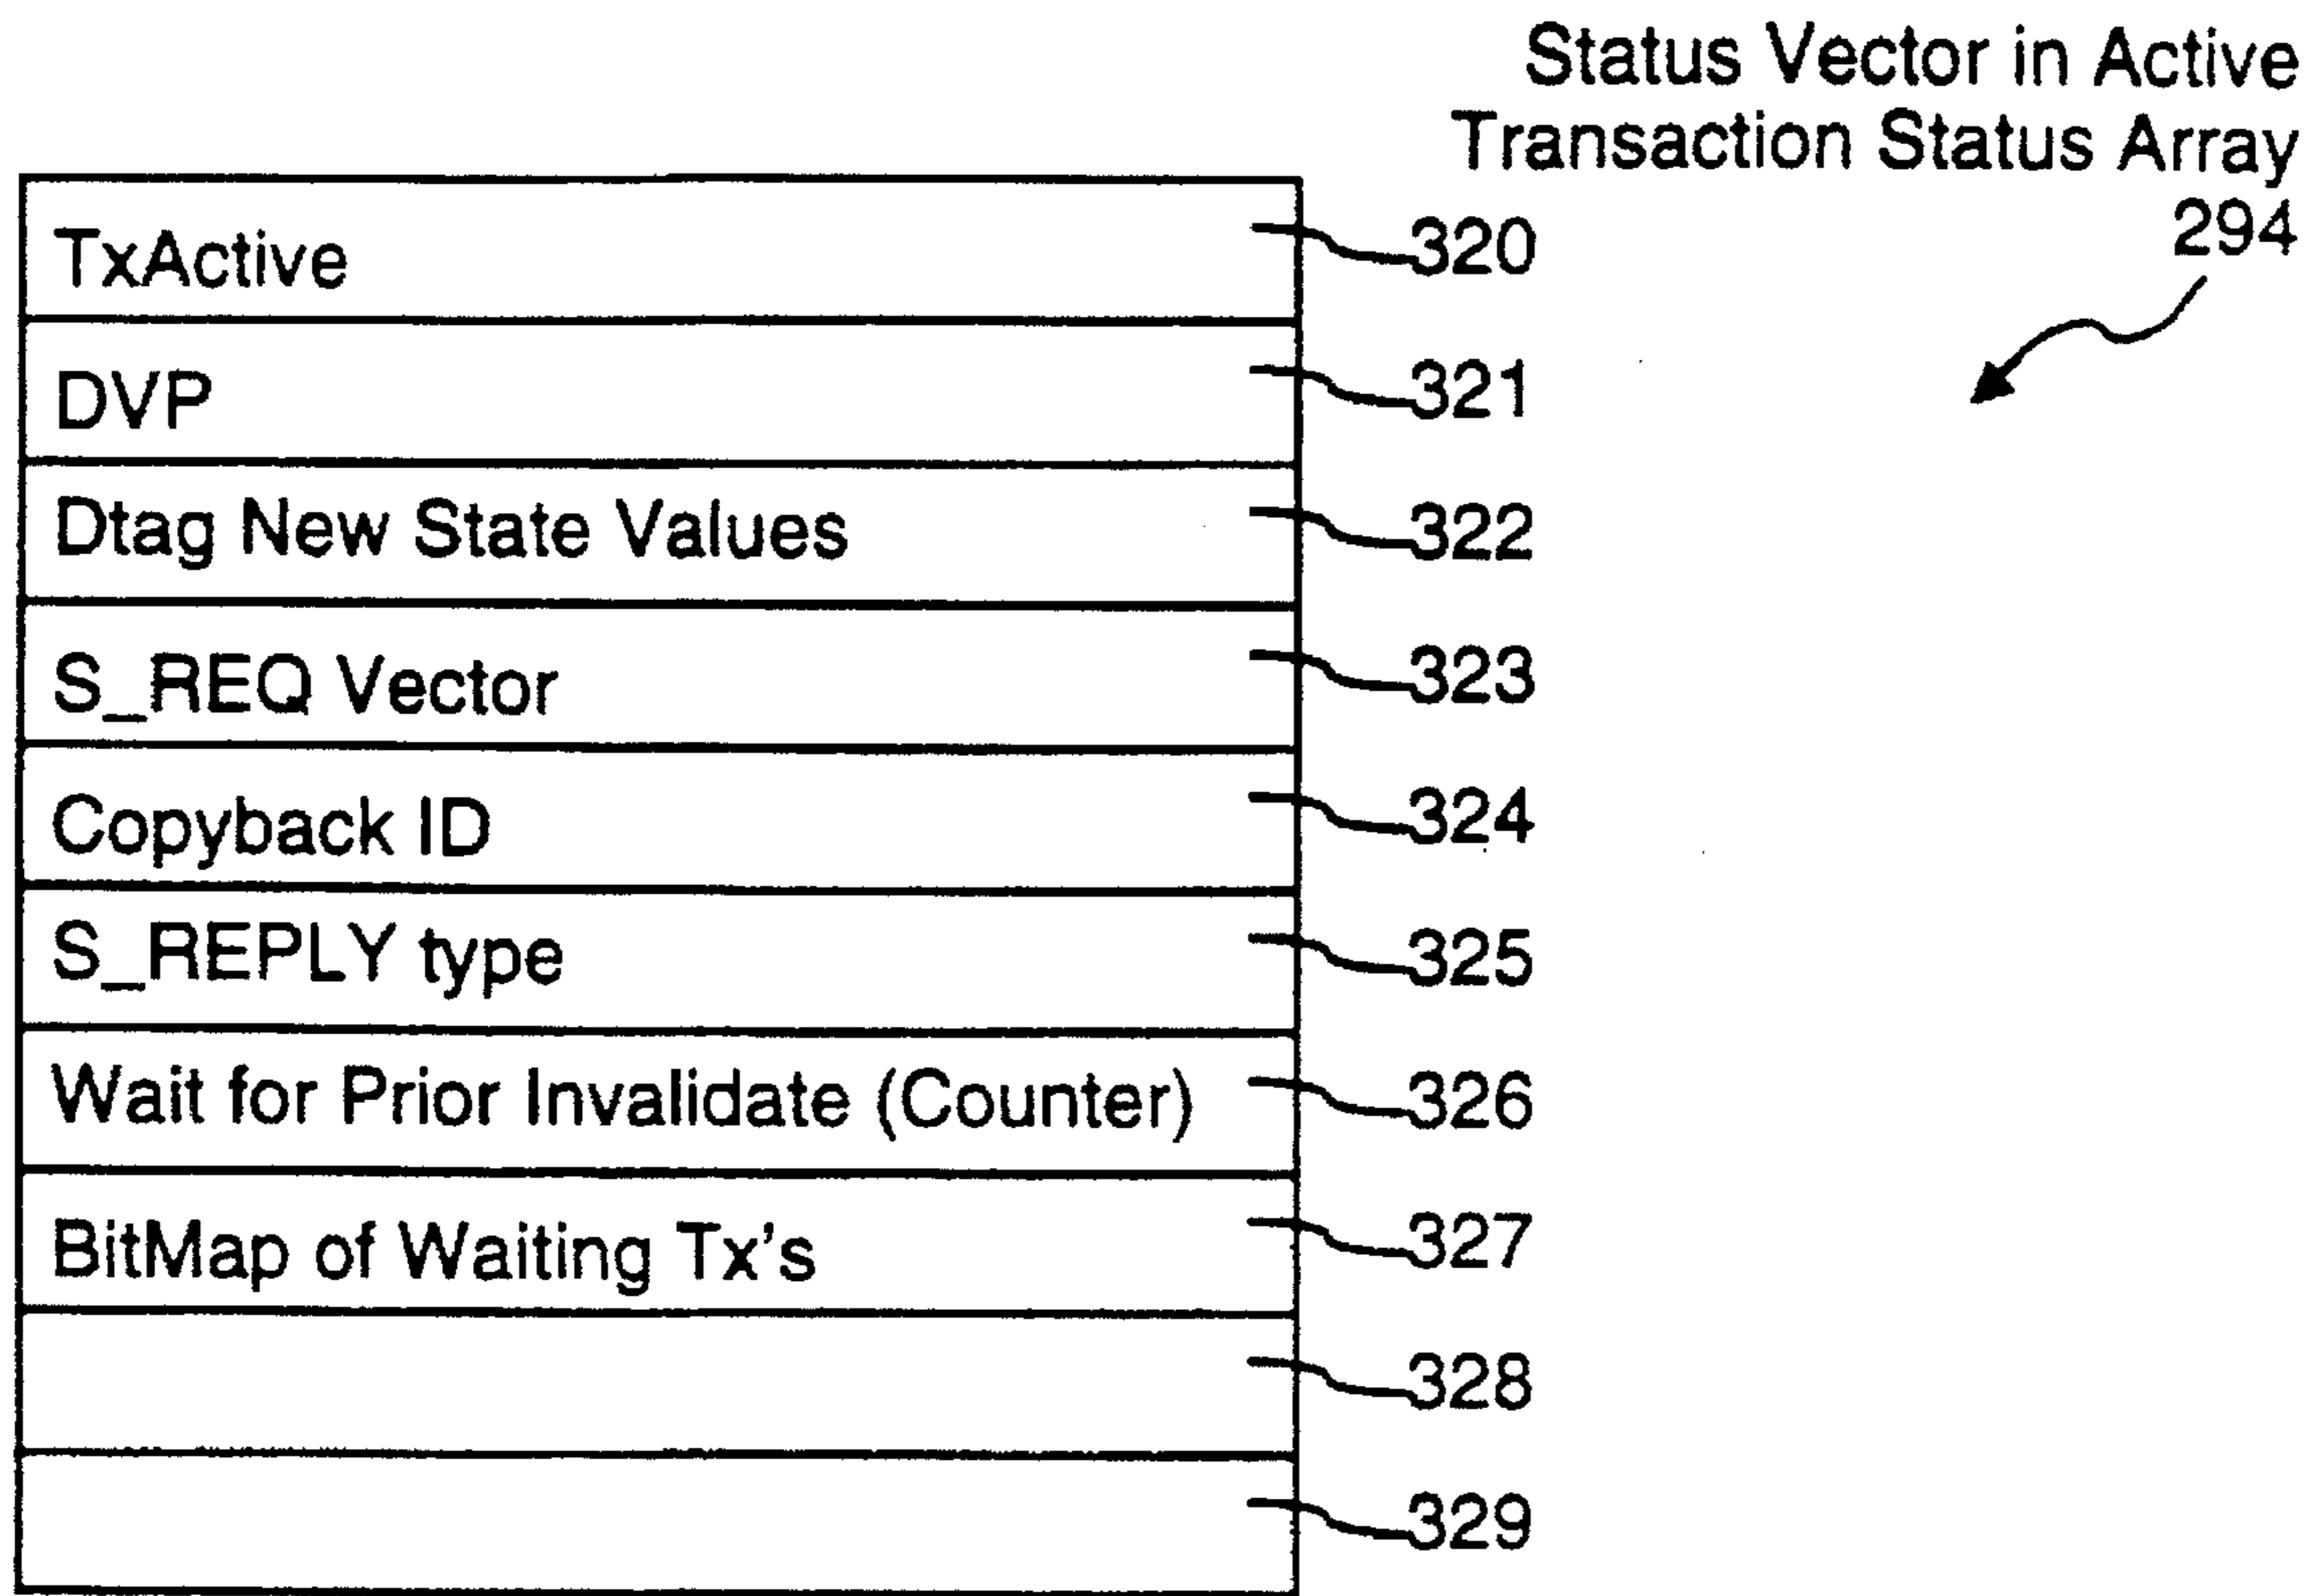 Status Vector in Active
Transaction Status Array
294
TxActive 320
DVP 321
Dtag New State Values 322
S_REQ Vector 323
Copyback ID 324
S_REPLY type 325
Wait for Prior Invalidate (Counter) 326
BitMap of Waiting Tx's 327
328
329